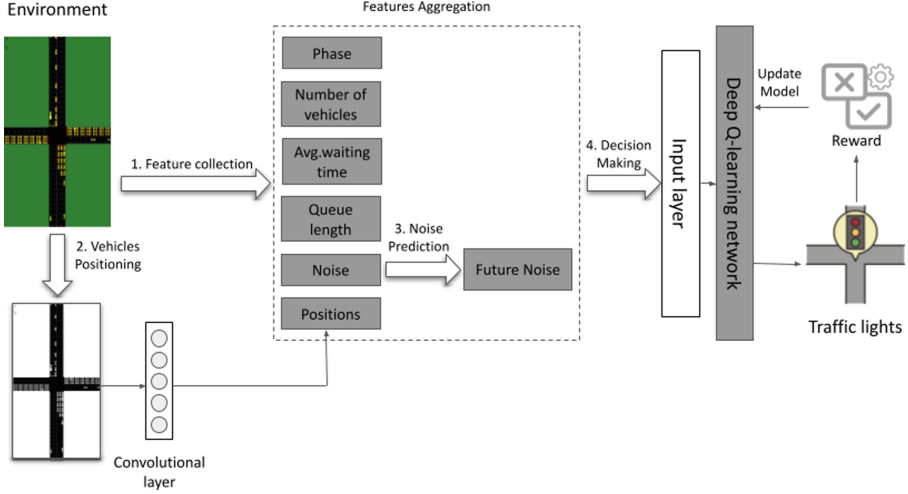 Environment
Features Aggregation
Phase
Number of
vehicles
Avg.waiting
time
Queue
length
Noise
Positions
1. Feature collection
2. Vehicles
Positioning
3. Noise
Prediction
Future Noise
4. Decision
Making
Input layer
Deep Q-learning network
Update
Model
Reward
Traffic lights
Convolutional
layer